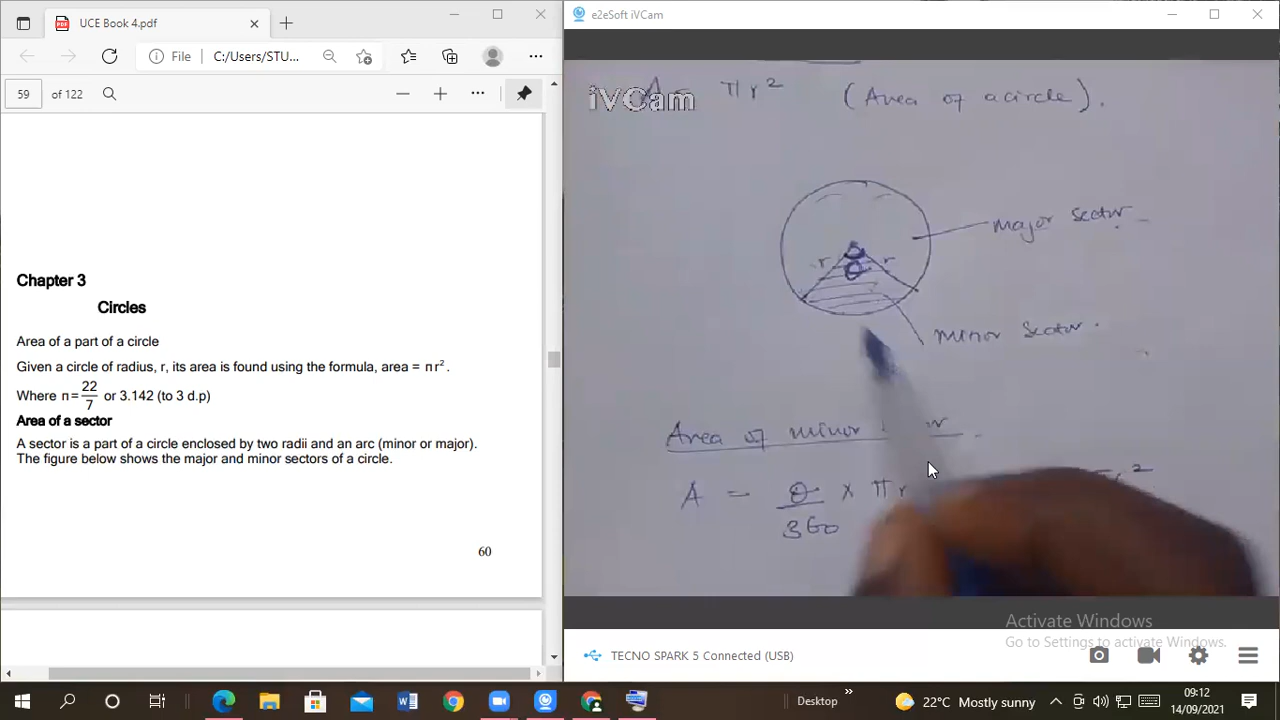 UCE Book 4.pdf
File
C:/Users/STU...
59 of 122
Chapter 3
Circles
Area of a part of a circle
Given a circle of radius, r, its area is found using the formula, area = πr².
Where π = 22/7 or 3.142 (to 3 d.p)
Area of a sector
A sector is a part of a circle enclosed by two radii and an arc (minor or major).
The figure below shows the major and minor sectors of a circle.
60
e2eSoft iVCam
iVCam
A = πr² (Area of a circle).
major sector
r θ r
minor sector.
Area of minor
A = θ/360 × πr
r²
Activate Windows
Go to Settings to activate Windows.
TECNO SPARK 5 Connected (USB)
Desktop
22°C Mostly sunny
09:12
14/09/2021